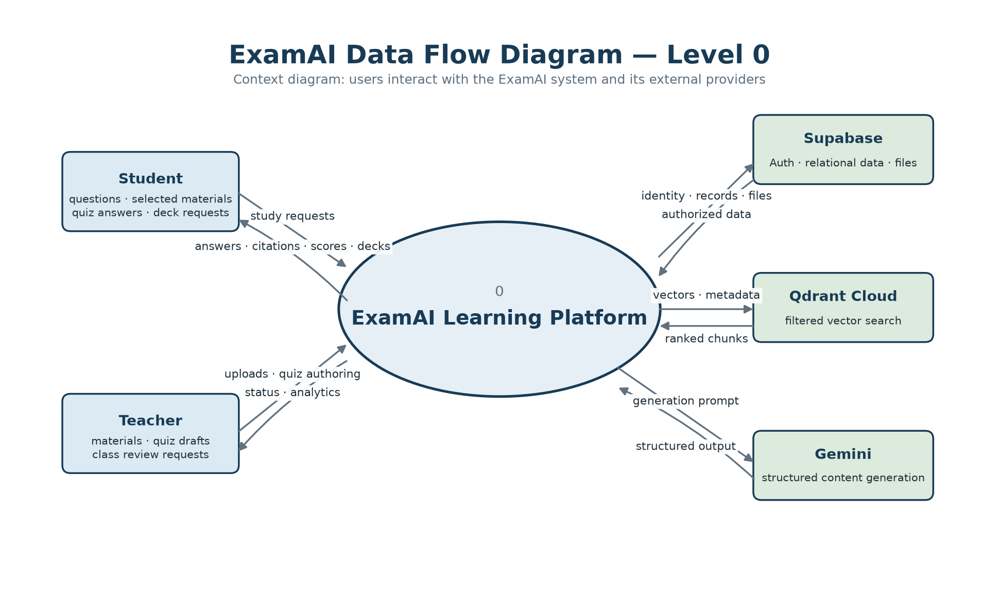 ExamAI Data Flow Diagram — Level 0
Context diagram: users interact with the ExamAI system and its external providers
Student
questions · selected materials
quiz answers · deck requests
study requests
answers · citations · scores · decks
Teacher
materials · quiz drafts
class review requests
uploads · quiz authoring
status · analytics
0
ExamAI Learning Platform
Supabase
Auth · relational data · files
identity · records · files
authorized data
Qdrant Cloud
filtered vector search
vectors · metadata
ranked chunks
Gemini
structured content generation
generation prompt
structured output